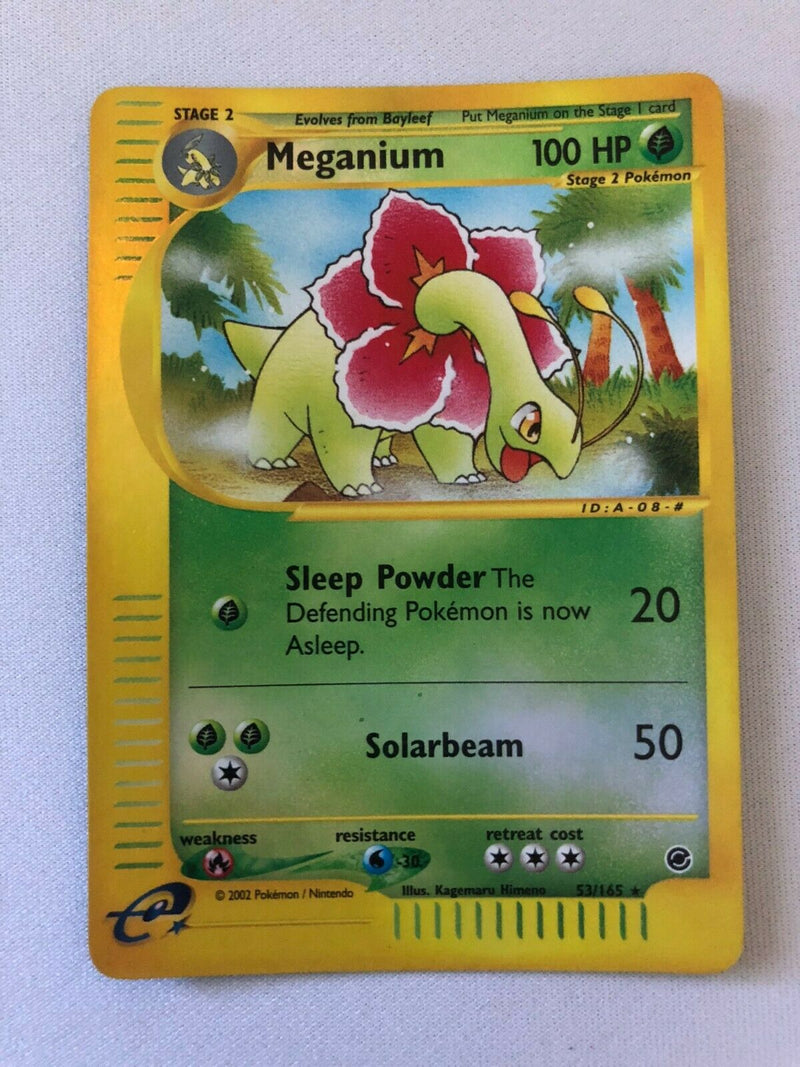 STAGE 2
Evolves from Bayleef
Put Meganium on the Stage 1 card
Meganium
100 HP
Stage 2 Pokémon
ID:A-08-#
Sleep Powder The
Defending Pokémon is now
Asleep.
20
Solarbeam
50
weakness
resistance
retreat cost
-30
© 2002 Pokémon / Nintendo
Illus. Kagemaru Himeno
53/165 ★
e